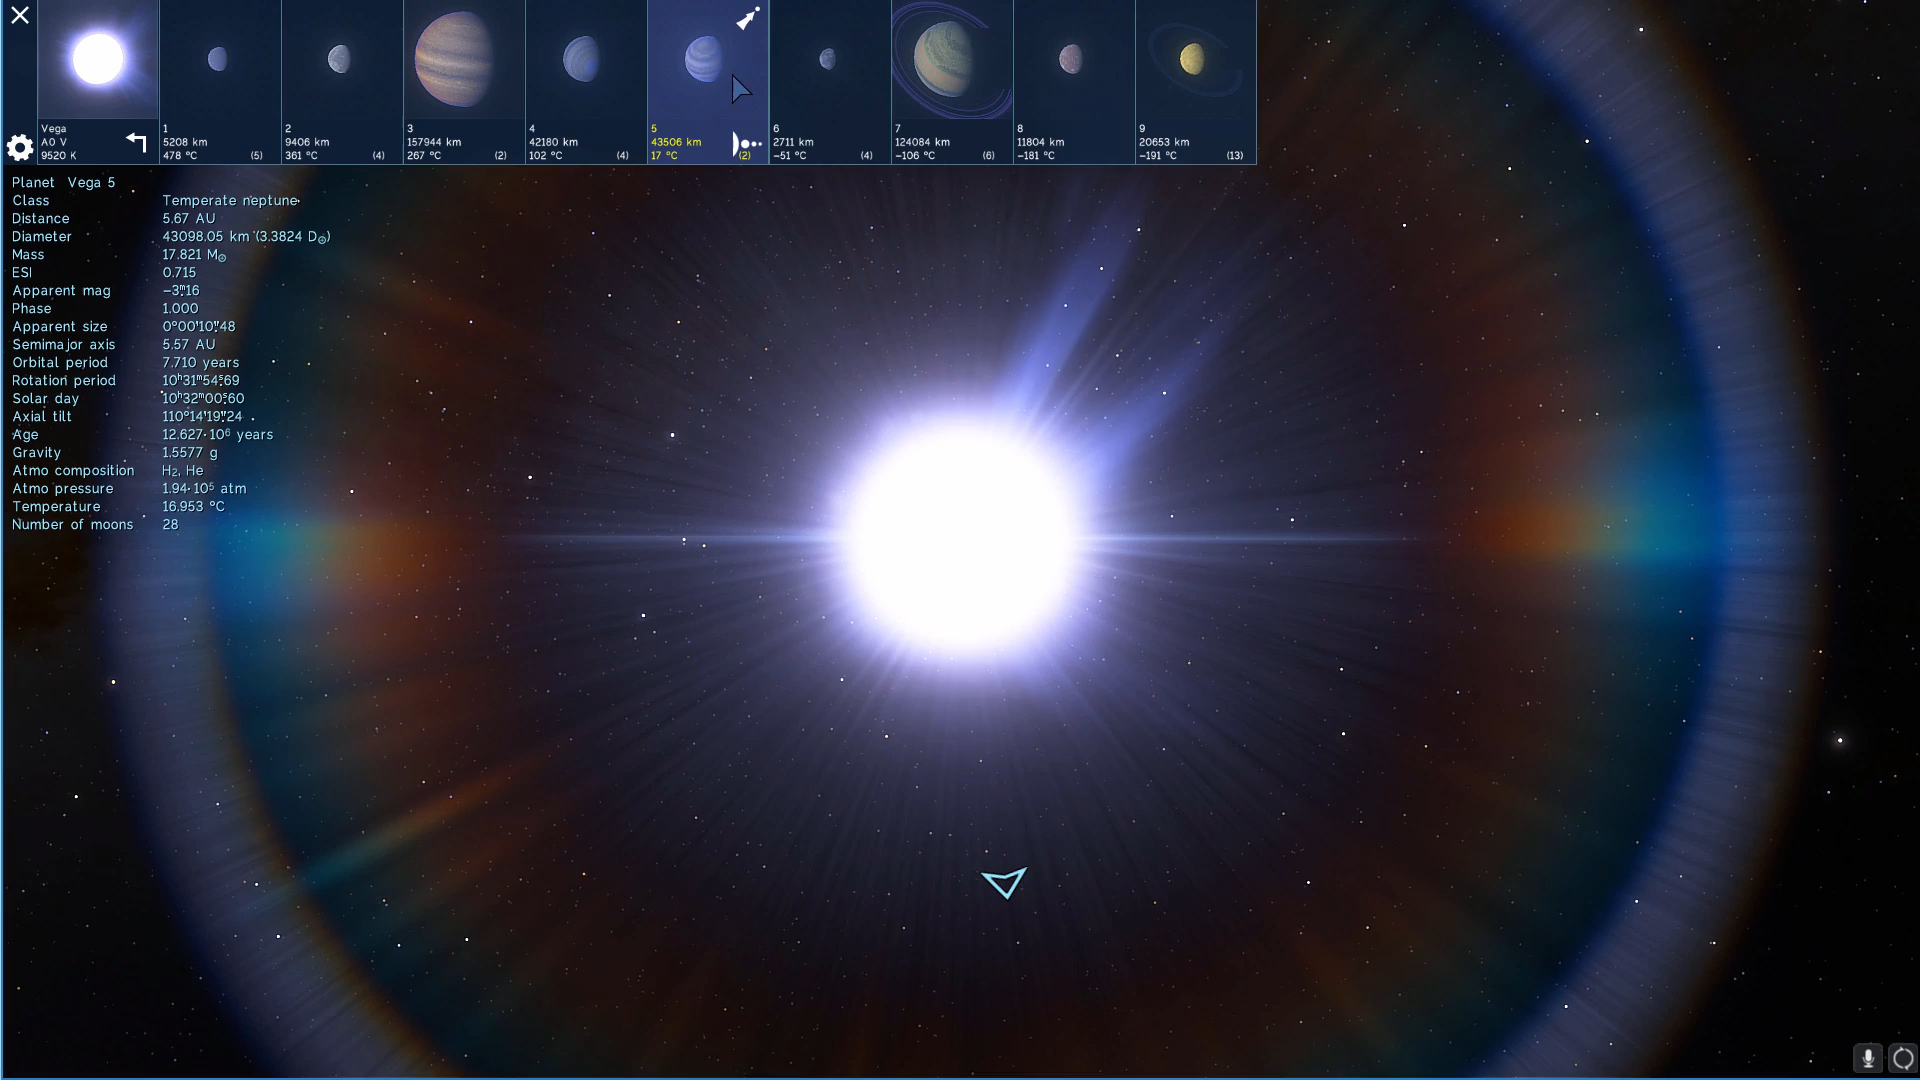 Vega
A0 V
9520 K
1
5208 km
478 °C (5)
2
9406 km
361 °C (4)
3
157944 km
267 °C (2)
4
42180 km
102 °C (4)
5
43506 km
17 °C (2)
6
2711 km
−51 °C (4)
7
124084 km
−106 °C (6)
8
11804 km
−181 °C
9
20653 km
−191 °C (13)
Planet Vega 5
Class Temperate neptune
Distance 5.67 AU
Diameter 43098.05 km (3.3824 D⊕)
Mass 17.821 M⊕
ESI 0.715
Apparent mag −3ᵐ.16
Phase 1.000
Apparent size 0°00'10".48
Semimajor axis 5.57 AU
Orbital period 7.710 years
Rotation period 10ʰ31ᵐ54ˢ.69
Solar day 10ʰ32ᵐ00ˢ.60
Axial tilt 110°14'19".24
Age 12.627·10⁶ years
Gravity 1.5577 g
Atmo composition H₂, He
Atmo pressure 1.94·10⁵ atm
Temperature 16.953 °C
Number of moons 28